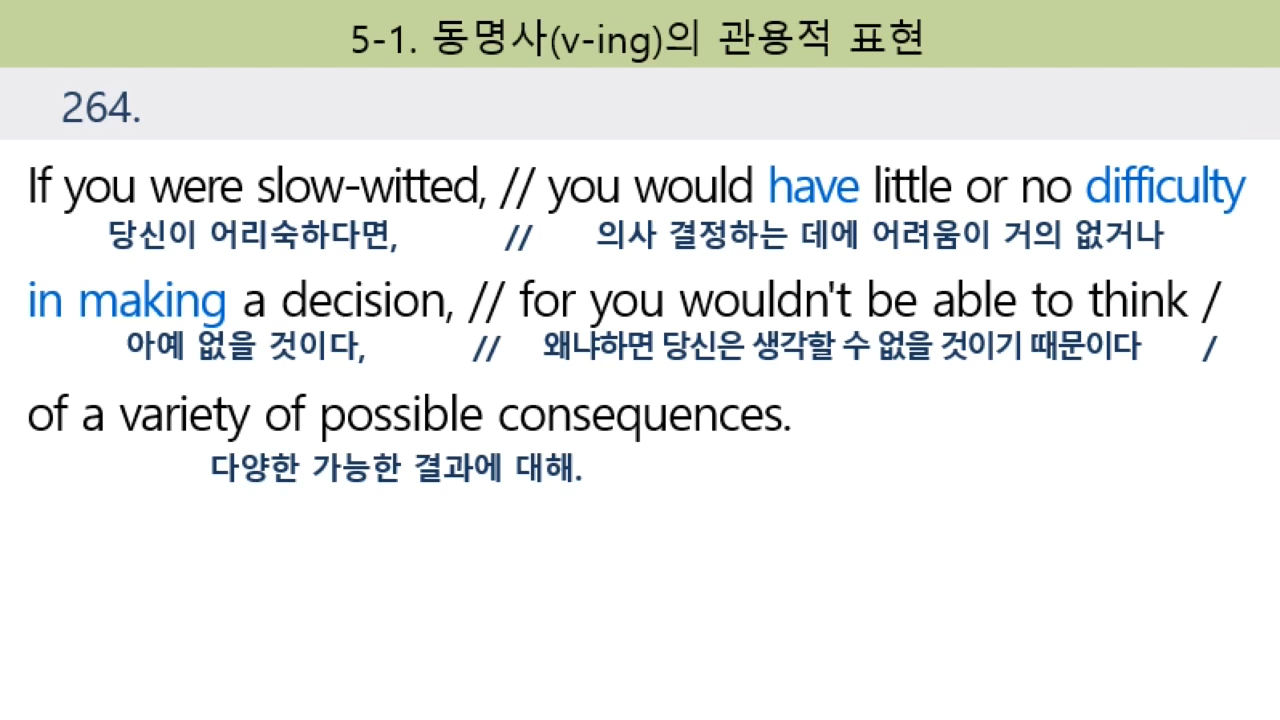 5-1. 동명사(v-ing)의 관용적 표현
264.
If you were slow-witted, // you would have little or no difficulty
당신이 어리숙하다면, // 의사 결정하는 데에 어려움이 거의 없거나
in making a decision, // for you wouldn't be able to think /
아예 없을 것이다, // 왜냐하면 당신은 생각할 수 없을 것이기 때문이다 /
of a variety of possible consequences.
다양한 가능한 결과에 대해.